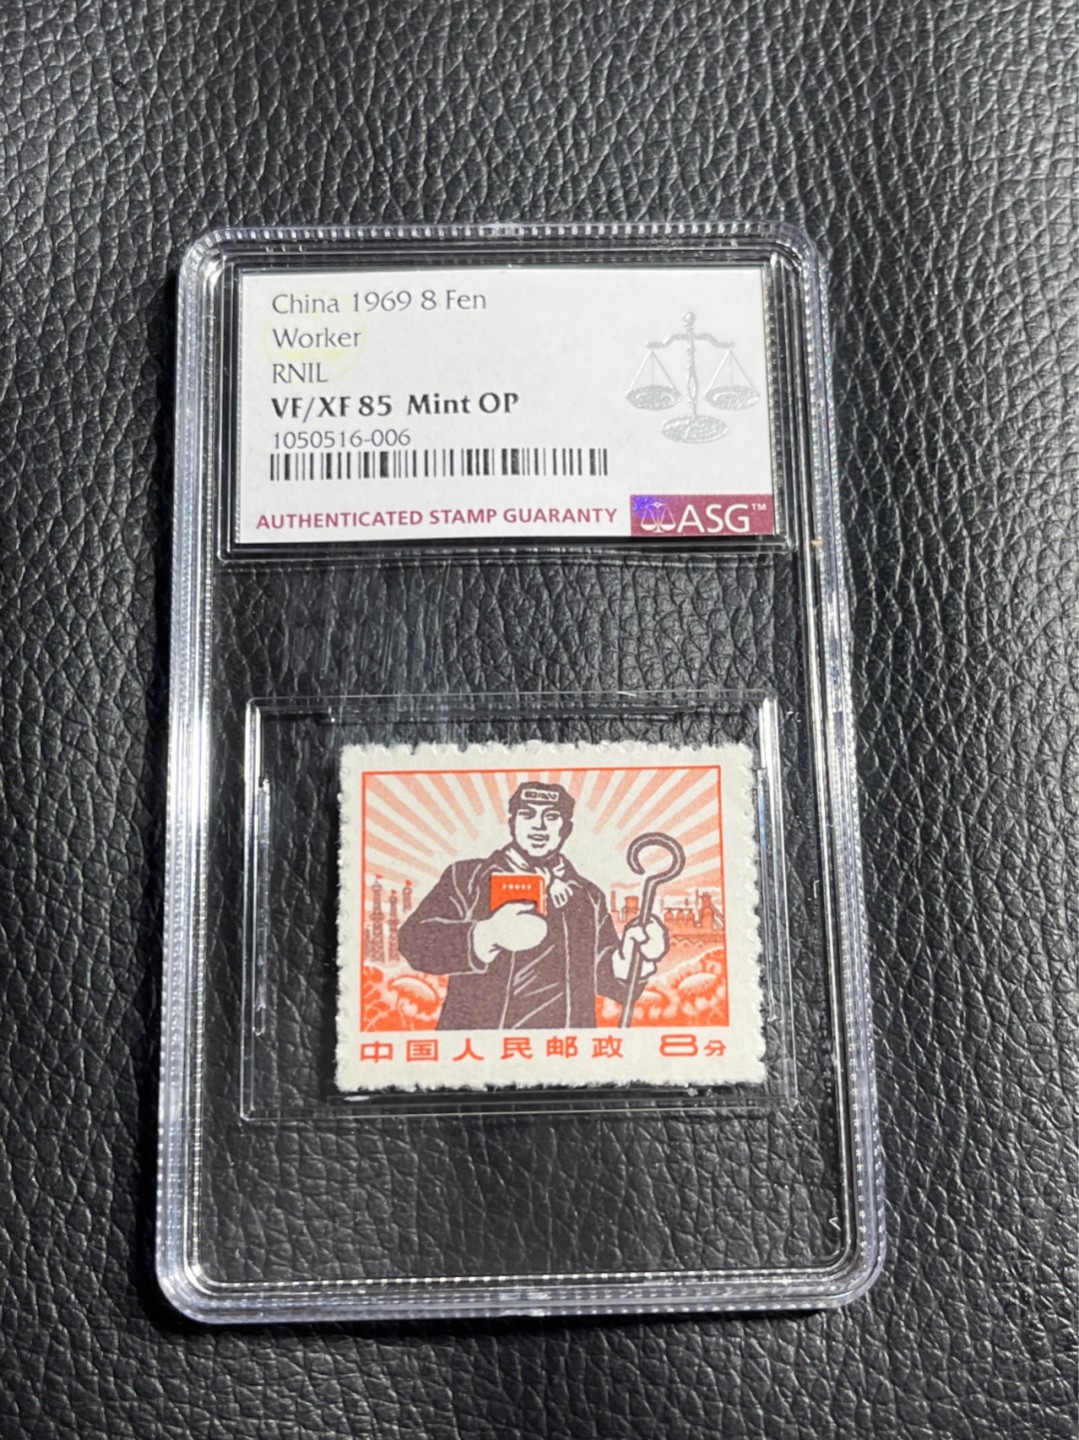 China 1969 8 Fen
Worker
RNIL
VF/XF 85 Mint OP
1050516-006
AUTHENTICATED STAMP GUARANTY
ASG™
中国人民邮政 8分